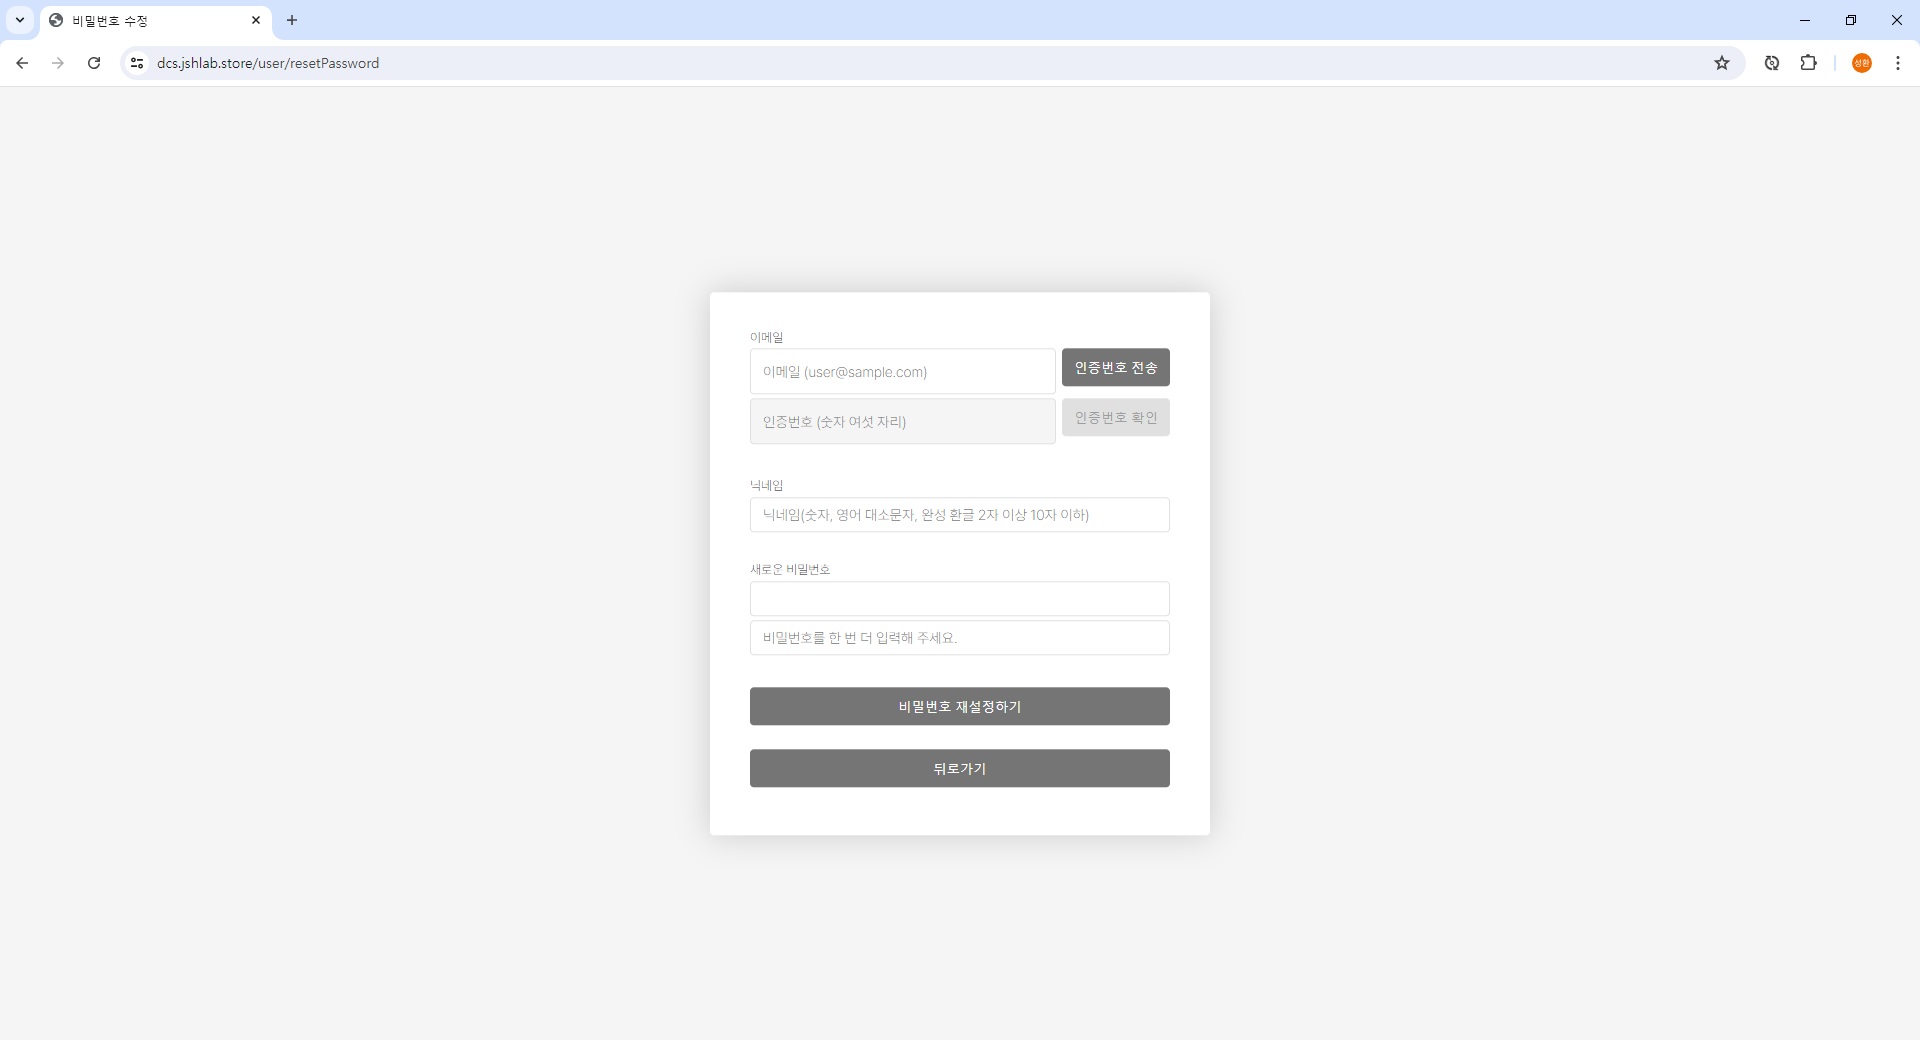 비밀번호 수정
dcs.jshlab.store/user/resetPassword
성환
이메일
이메일 (user@sample.com)
인증번호 전송
인증번호 (숫자 여섯 자리)
인증번호 확인
닉네임
닉네임(숫자, 영어 대소문자, 완성 환글 2자 이상 10자 이하)
새로운 비밀번호
비밀번호를 한 번 더 입력해 주세요.
비밀번호 재설정하기
뒤로가기